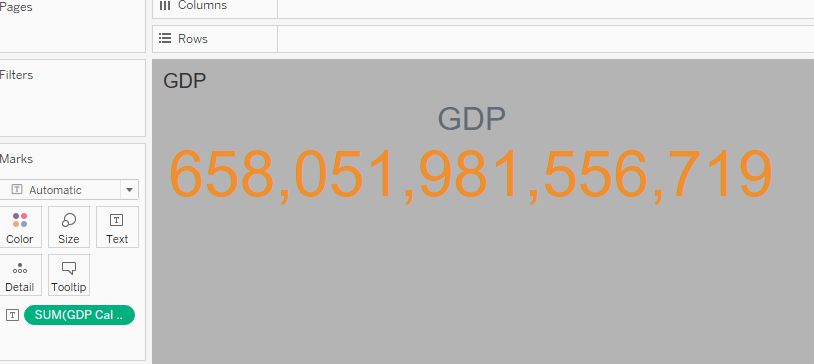 Pages
Columns
Rows
Filters
GDP
GDP
658,051,981,556,719
Marks
T Automatic
Color Size T Text
Detail Tooltip
T SUM(GDP Cal ..